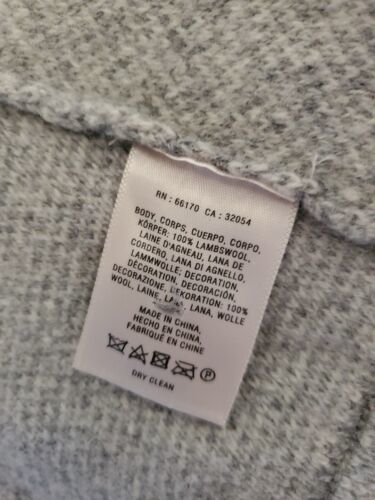 RN : 66170 CA : 32054
BODY, CORPS, CUERPO, CORPO,
KÖRPER: 100% LAMBSWOOL,
LAINE D'AGNEAU, LANA DE
CORDERO, LANA DI AGNELLO,
LAMMWOLLE; DECORATION,
DÉCORATION, DECORACIÓN,
DECORAZIONE, DEKORATION: 100%
WOOL, LAINE, LANA, LANA, WOLLE
MADE IN CHINA,
HECHO EN CHINA,
FABRIQUÉ EN CHINE
P
DRY CLEAN